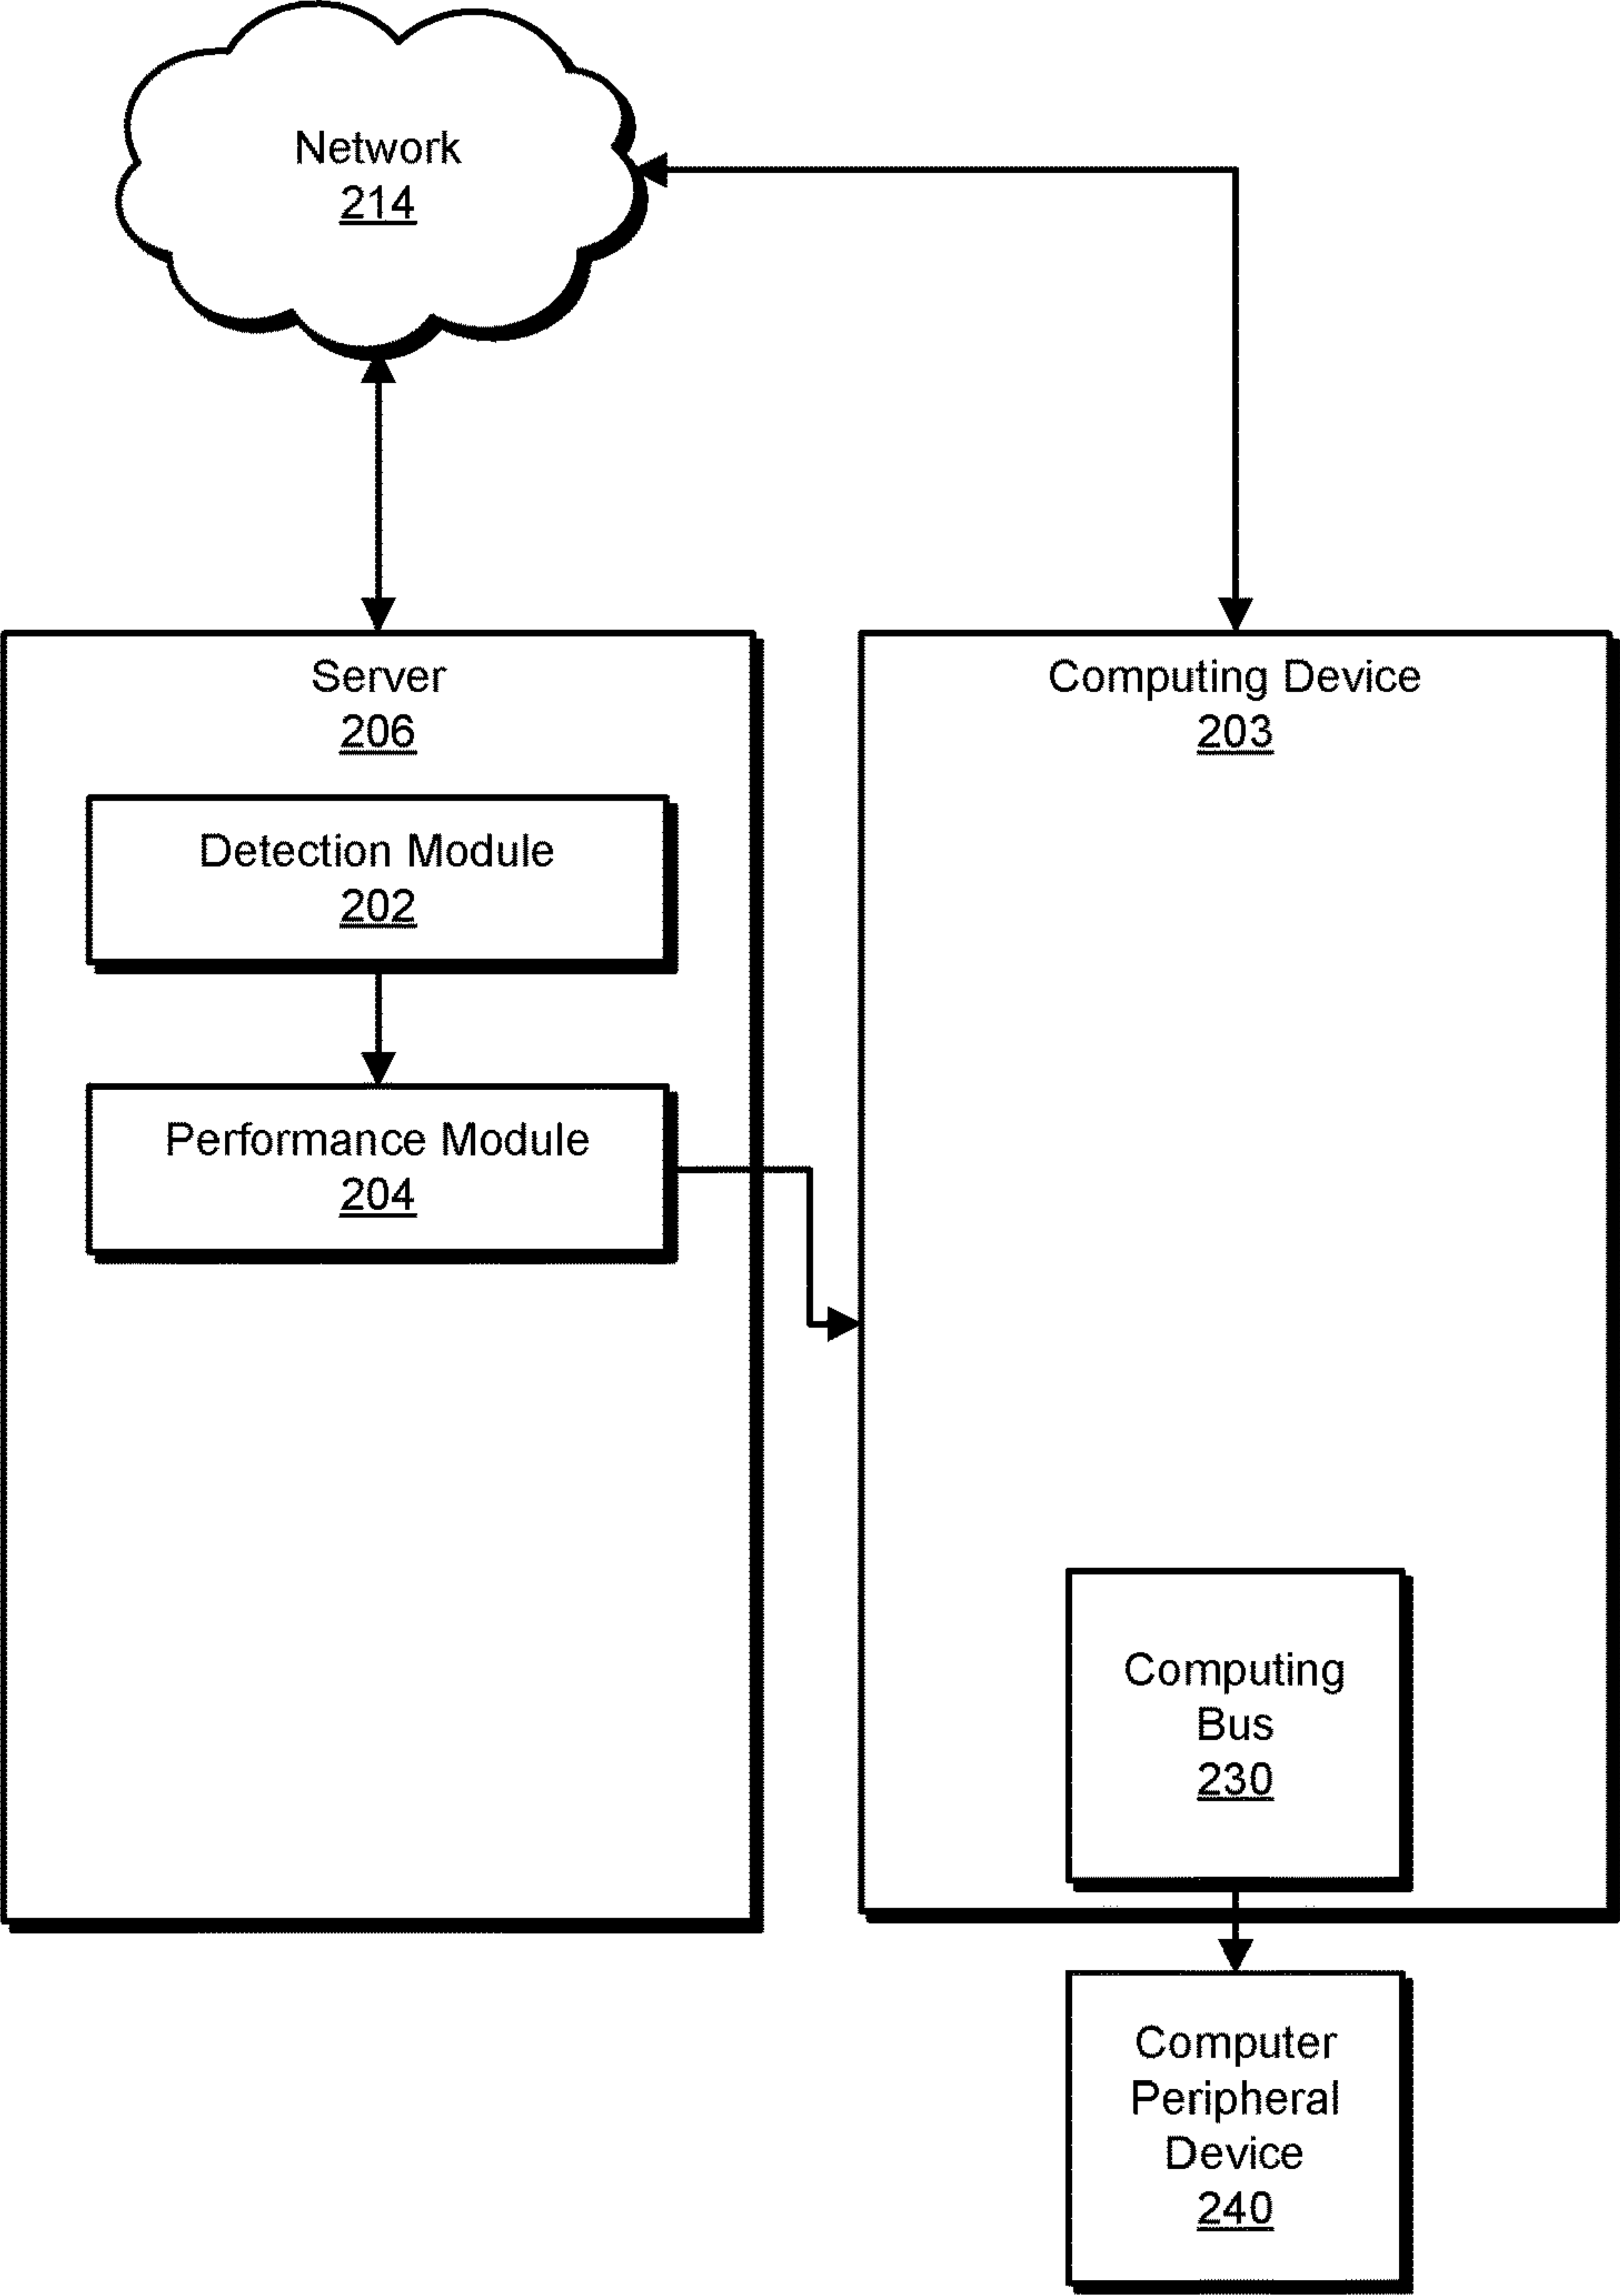 Network
214
Server
206
Detection Module
202
Performance Module
204
Computing Device
203
Computing
Bus
230
Computer
Peripheral
Device
240